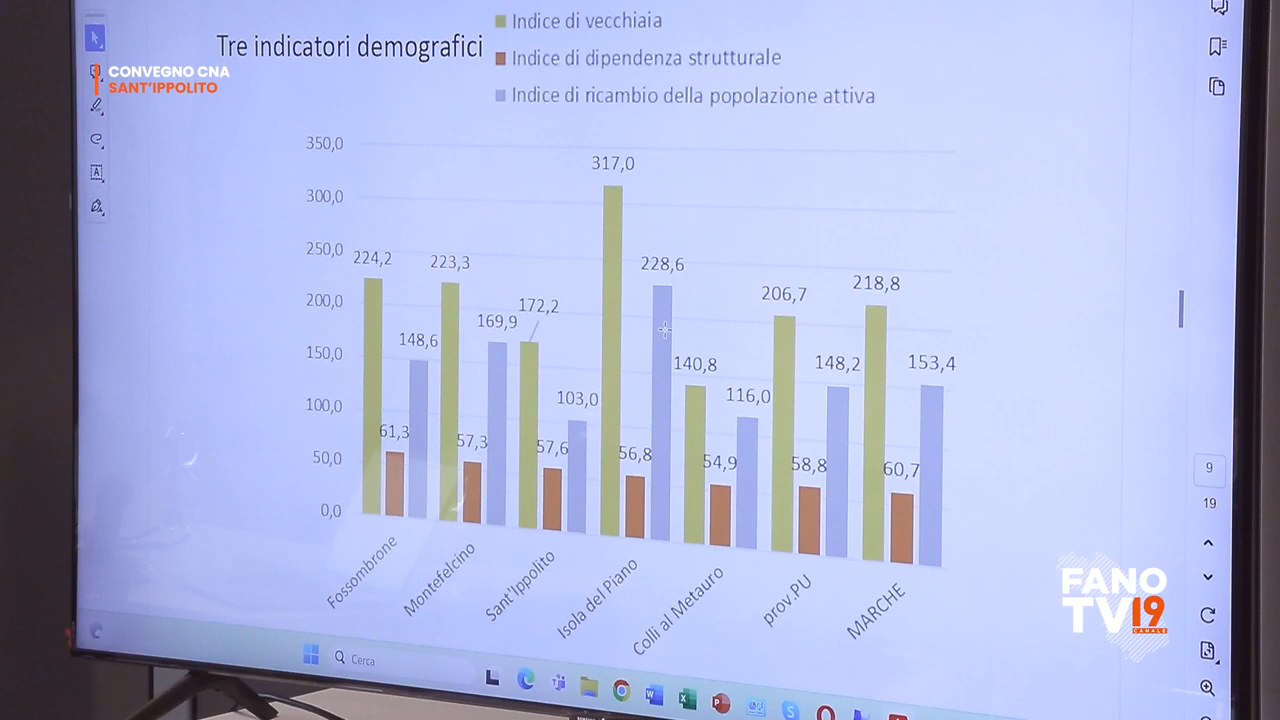 Tre indicatori demografici
Indice di vecchiaia
Indice di dipendenza strutturale
Indice di ricambio della popolazione attiva
CONVEGNO CNA
SANT'IPPOLITO
350,0
300,0
250,0
200,0
150,0
100,0
50,0
0,0
224,2
61,3
148,6
223,3
57,3
169,9
172,2
57,6
103,0
317,0
56,8
228,6
140,8
54,9
116,0
206,7
58,8
148,2
218,8
60,7
153,4
Fossombrone
Montefelcino
Sant'Ippolito
Isola del Piano
Colli al Metauro
prov.PU
MARCHE
9
19
FANO
TV19
CANALE
Cerca